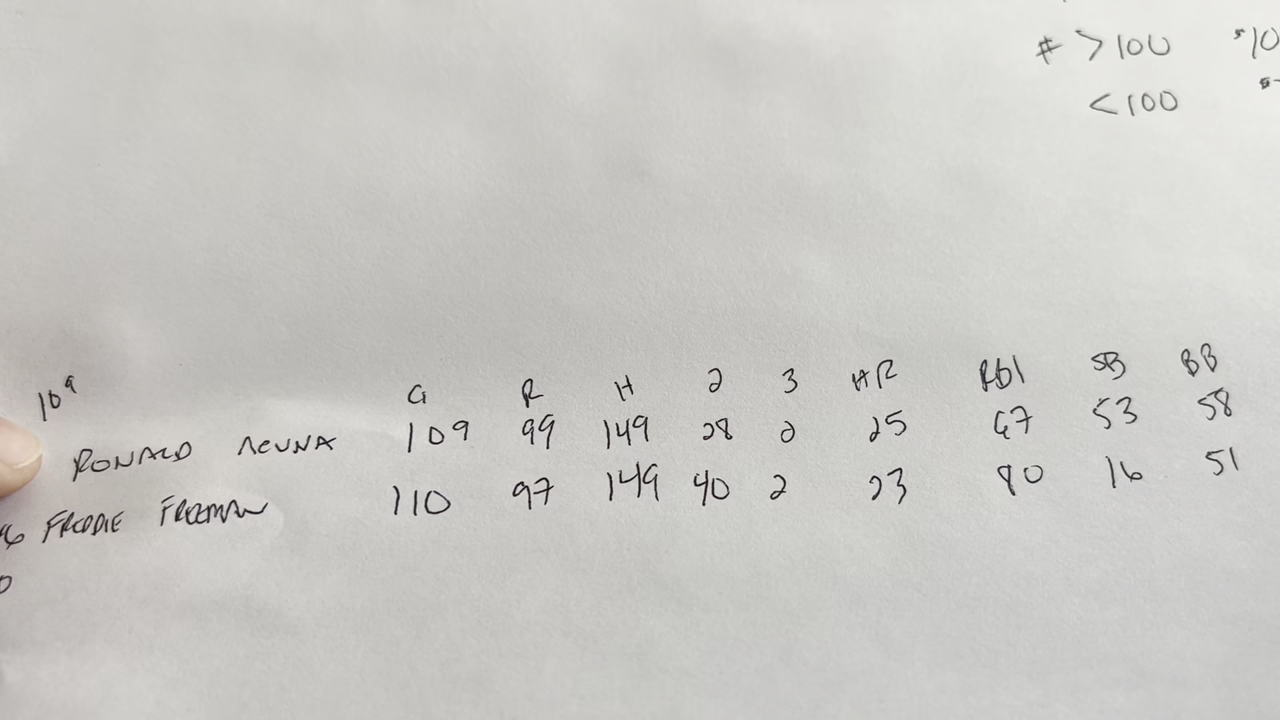 # > 100 $10
< 100
109
G R H 2 3 HR RBI SB BB
RONALD ACUNA 109 99 149 28 2 25 67 53 58
FREDDIE FREEMAN 110 97 149 40 2 23 80 16 51